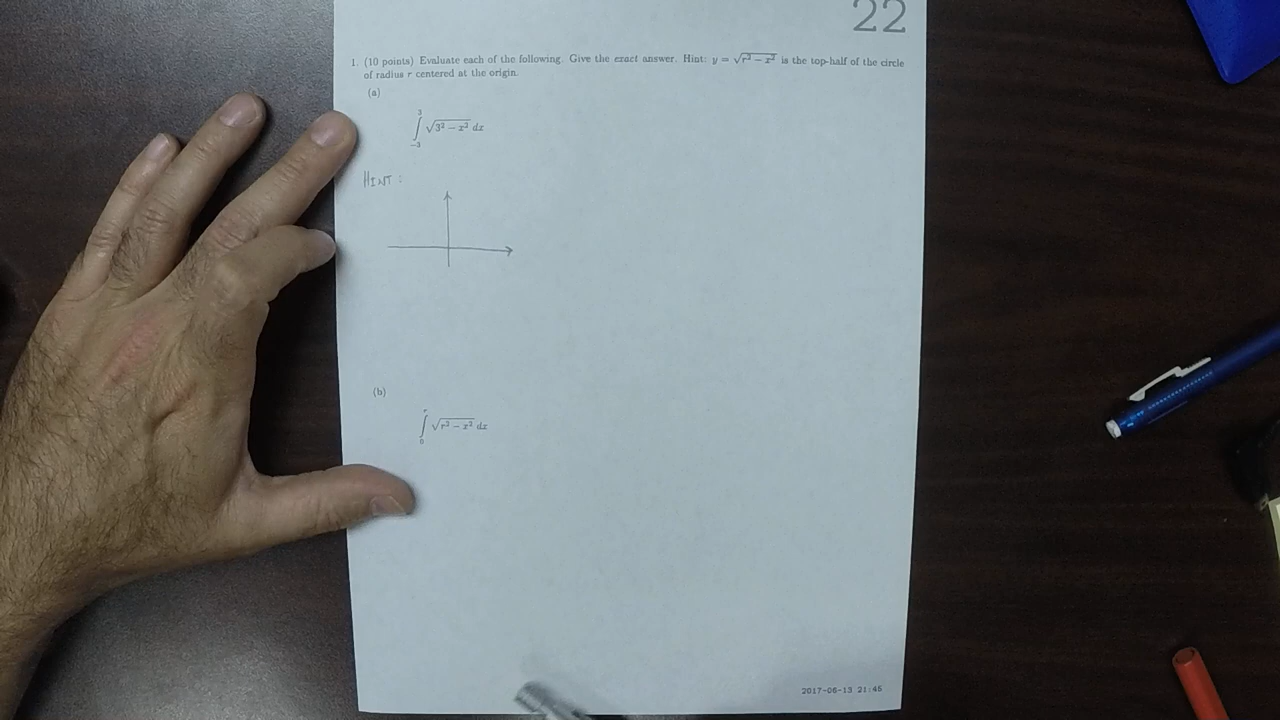 22
1. (10 points) Evaluate each of the following. Give the exact answer. Hint: y = √(r² − x²) is the top-half of the circle
of radius r centered at the origin.
(a)
∫₋₃³ √(3² − x²) dx
HINT:
(b)
∫₀ʳ √(r² − x²) dx
2017-06-13 21:45